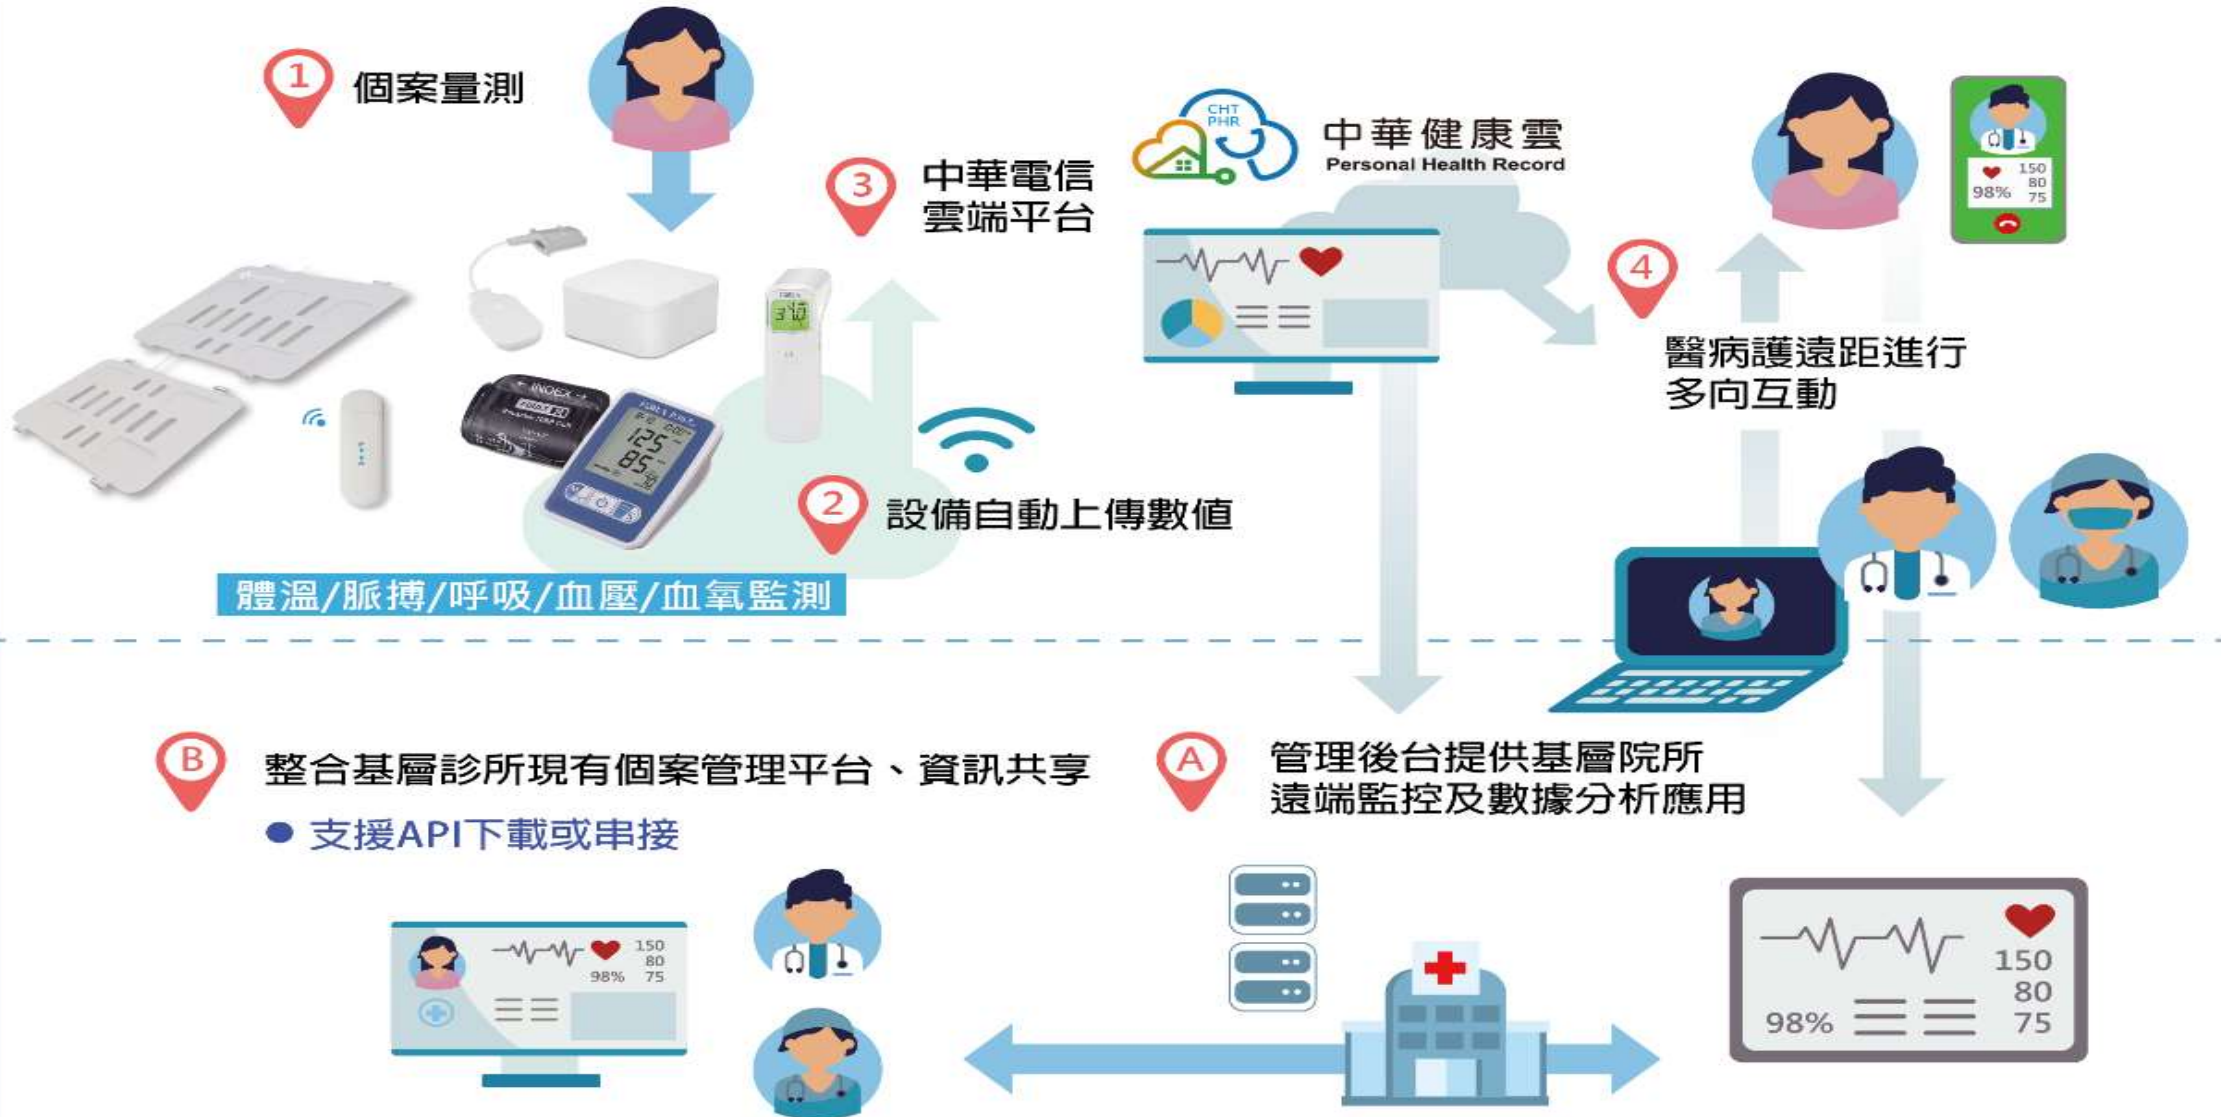 1
個案量測
3
中華電信
雲端平台
CHT
PHR
中華健康雲
Personal Health Record
150
80
98%
75
4
醫病護遠距進行
多向互動
37.0
INDEX
125
85
2
設備自動上傳數值
體溫/脈搏/呼吸/血壓/血氧監測
B
整合基層診所現有個案管理平台、資訊共享
● 支援API下載或串接
A
管理後台提供基層院所
遠端監控及數據分析應用
150
80
98%
75
150
80
98%
75